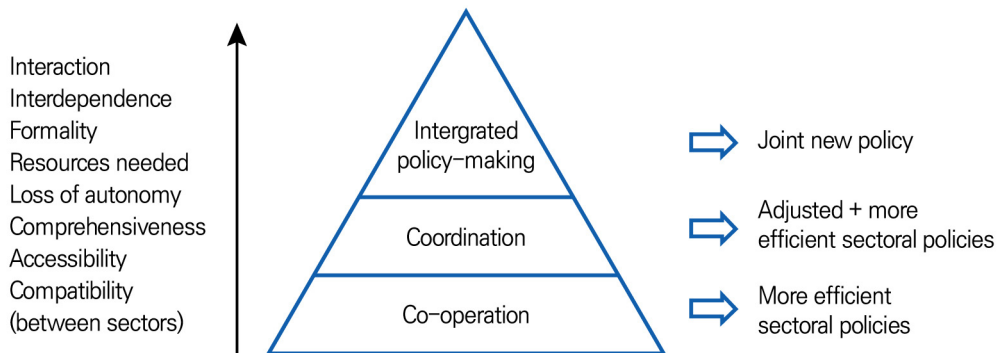 Interaction
Interdependence
Formality
Resources needed
Loss of autonomy
Comprehensiveness
Accessibility
Compatibility
(between sectors)
Intergrated
policy-making
Coordination
Co-operation
Joint new policy
Adjusted + more
efficient sectoral policies
More efficient
sectoral policies